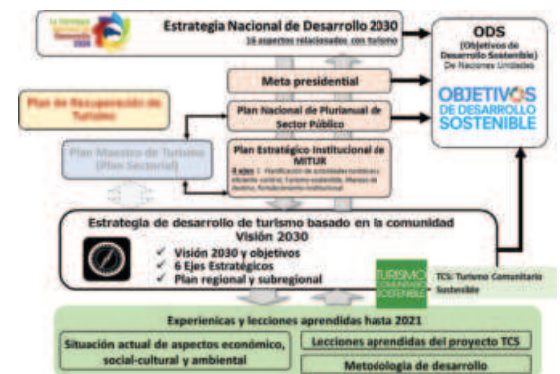 Estrategia Nacional de Desarrollo 2030
16 aspectos relacionados con turismo
ODS
(Objetivos de
Desarrollo Sostenible)
De Naciones Unidades
OBJETIVOS
DE DESARROLLO
SOSTENIBLE
Meta presidential
Plan de Recuperación de
Turismo
Plan Nacional de Plurianual de
Sector Público
Plan Maestro de Turismo
(Plan Sectorial)
Plan Estratégico Institucional de
MITUR
4 ejes
Estrategia de desarrollo de turismo basado en la comunidad
Visión 2030
✓ Visión 2030 y objetivos
✓ 6 Ejes Estratégicos
✓ Plan regional y subregional
TURISMO
COMUNITARIO
SOSTENIBLE
TCS: Turismo Comunitario
Sostenible
Experienicas y lecciones aprendidas hasta 2021
Situación actual de aspectos económico,
social-cultural y ambiental
Lecciones aprendidas del proyecto TCS
Metodología de desarrollo